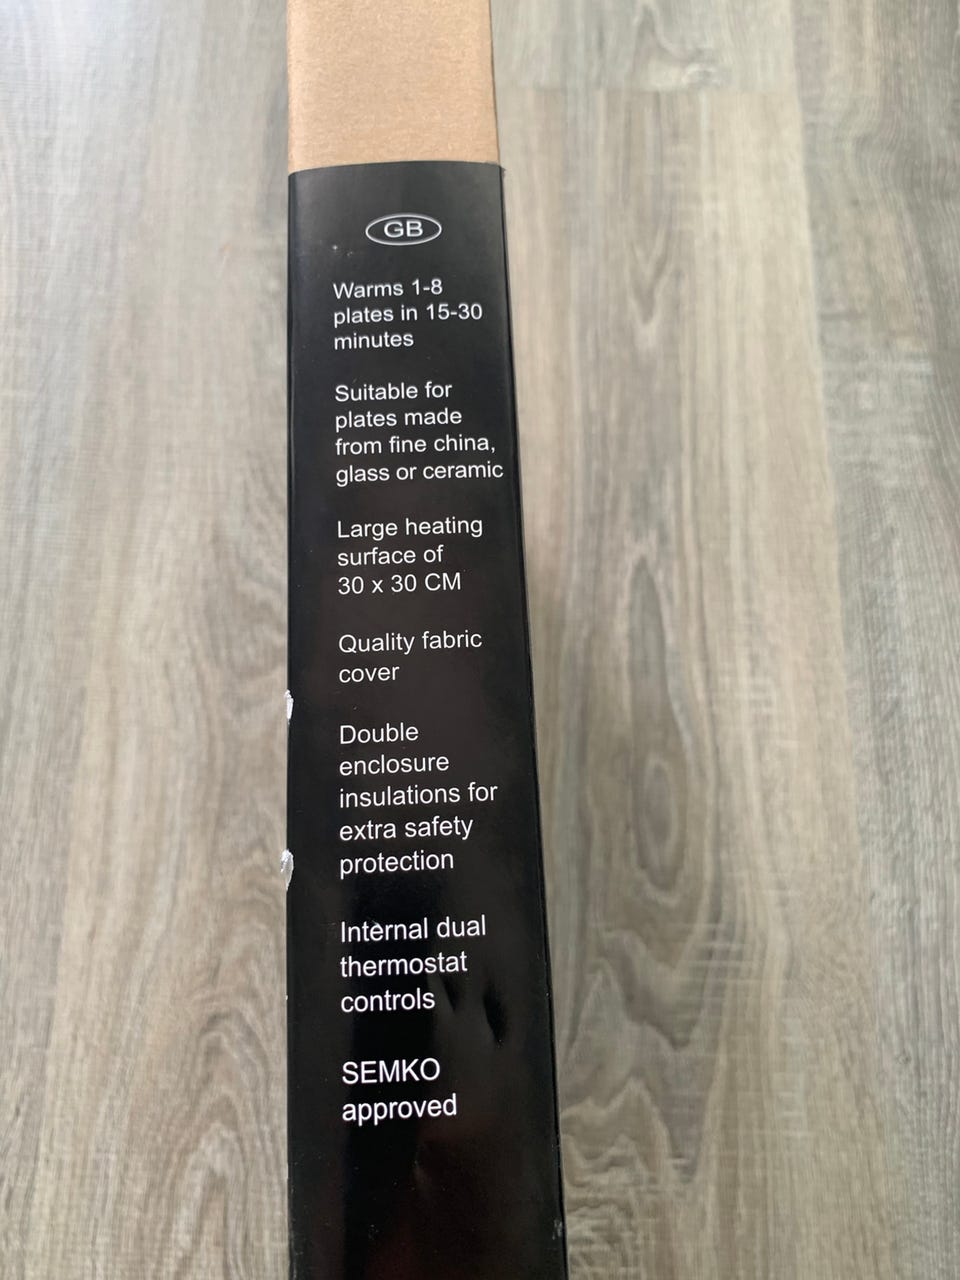 GB
Warms 1-8
plates in 15-30
minutes
Suitable for
plates made
from fine china,
glass or ceramic
Large heating
surface of
30 x 30 CM
Quality fabric
cover
Double
enclosure
insulations for
extra safety
protection
Internal dual
thermostat
controls
SEMKO
approved